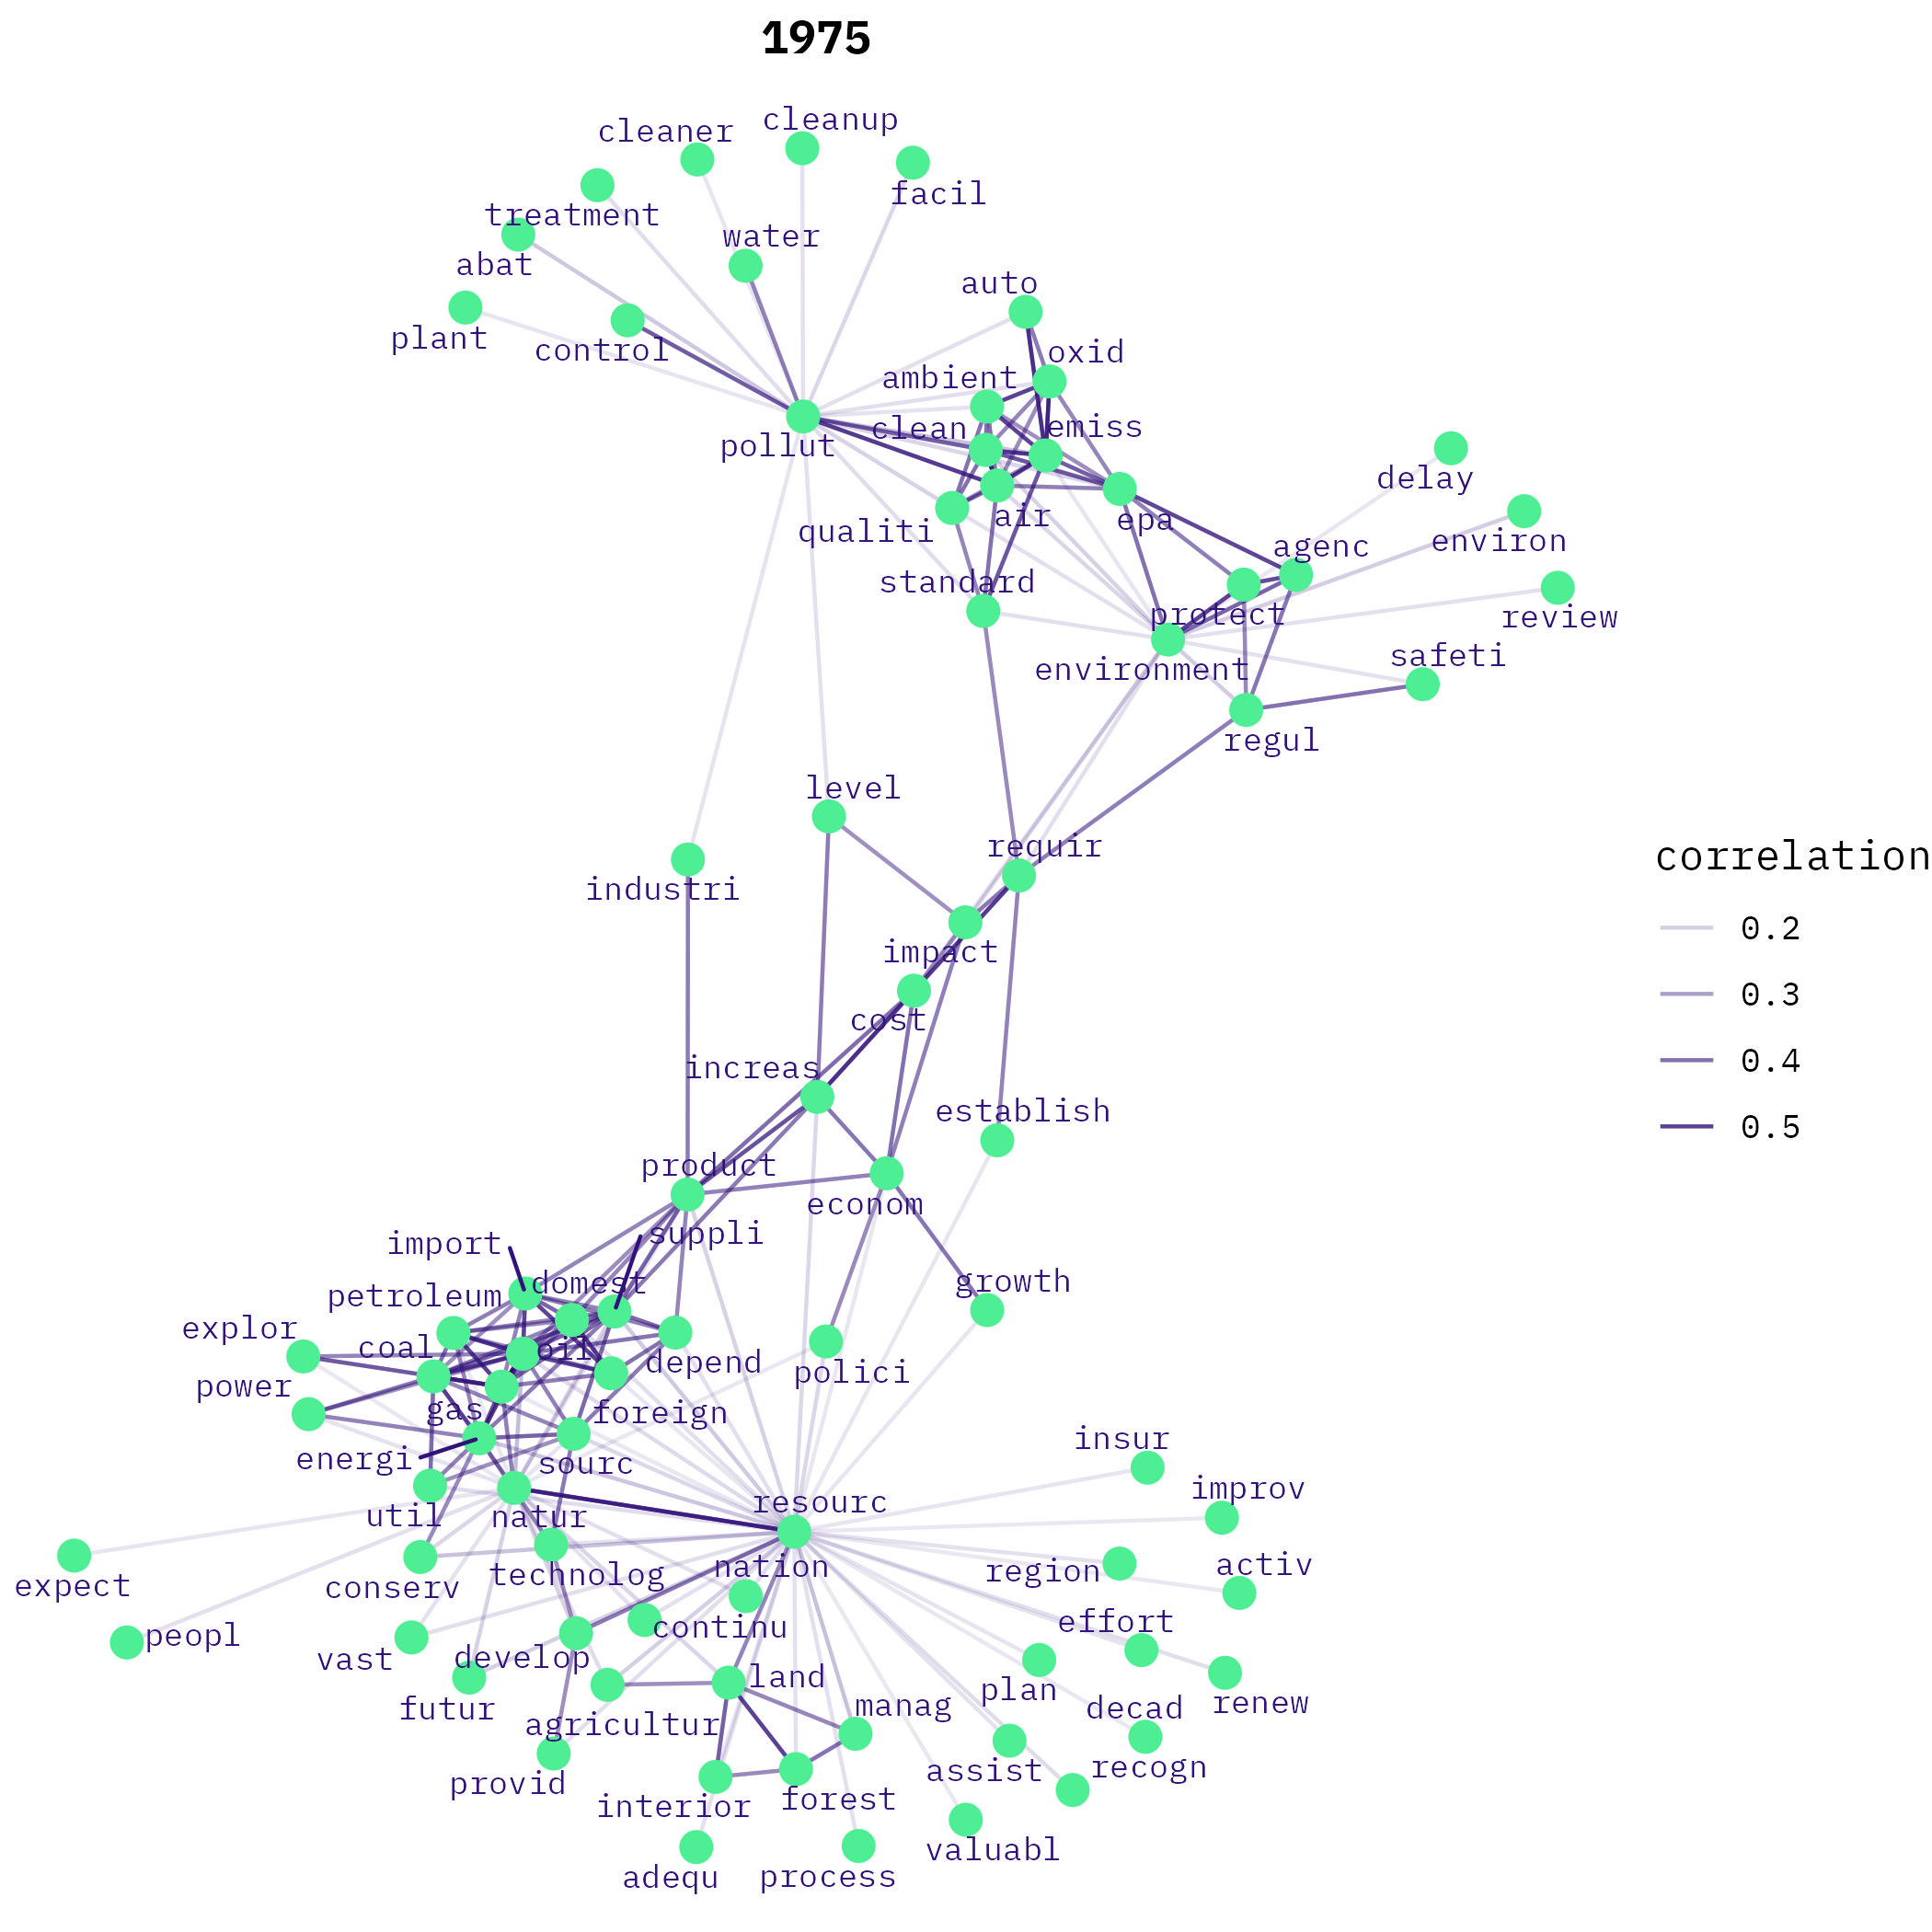 1975
cleanup
cleaner
facil
treatment
water
abat
auto
plant
control
oxid
ambient
clean
emiss
pollut
delay
qualiti
air
epa
environ
agenc
standard
protect
review
environment
safeti
regul
level
requir
industri
impact
cost
increas
establish
product
econom
suppli
import
domest
growth
petroleum
explor
coal
oil
depend
polici
power
gas
foreign
insur
energi
sourc
improv
resourc
util
natur
nation
region
activ
technolog
expect
conserv
effort
continu
peopl
vast
develop
land
plan
renew
futur
manag
decad
agricultur
assist
recogn
provid
interior
forest
valuabl
adequ
process
correlation
0.2
0.3
0.4
0.5